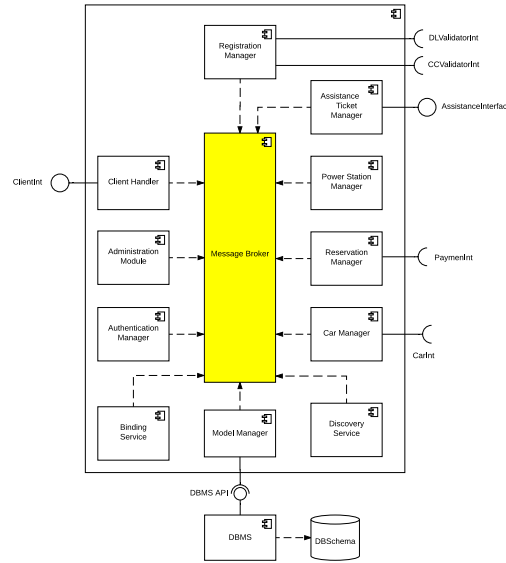 Registration
Manager
DLValidatorInt
CCValidatorInt
Assistance
Ticket
Manager
AssistanceInterfac
ClientInt
Client Handler
Power Station
Manager
Administration
Module
Message Broker
Reservation
Manager
PaymenInt
Authentication
Manager
Car Manager
CarInt
Binding
Service
Model Manager
Discovery
Service
DBMS API
DBMS
DBSchema